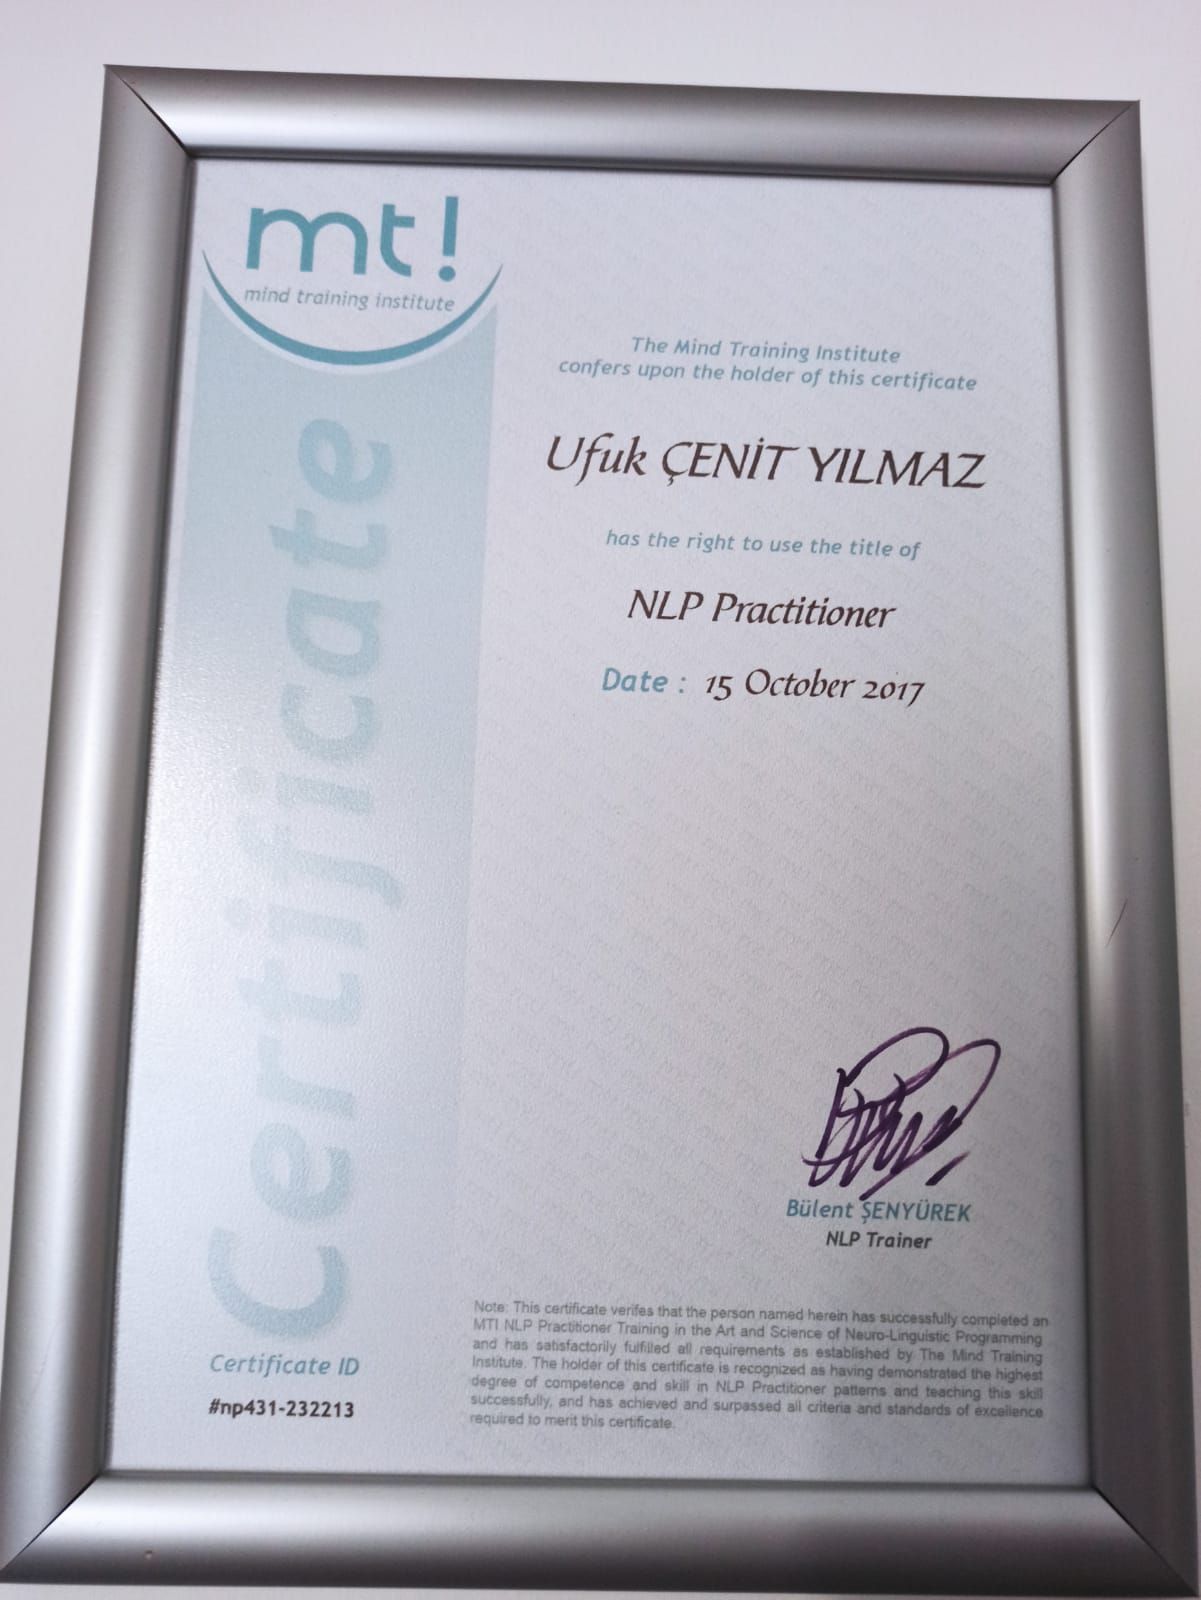 mt!
mind training institute
The Mind Training Institute
confers upon the holder of this certificate
Ufuk ÇENİT YILMAZ
has the right to use the title of
NLP Practitioner
Date : 15 October 2017
Certificate
Bülent ŞENYÜREK
NLP Trainer
Note: This certificate verifes that the person named herein has successfully completed an
MTI NLP Practitioner Training in the Art and Science of Neuro-Linguistic Programming
and has satisfactorily fulfilled all requirements as established by The Mind Training
Institute. The holder of this certificate is recognized as having demonstrated the highest
degree of competence and skill in NLP Practitioner patterns and teaching this skill
successfully, and has achieved and surpassed all criteria and standards of excellence
required to merit this certificate.
Certificate ID
#np431-232213